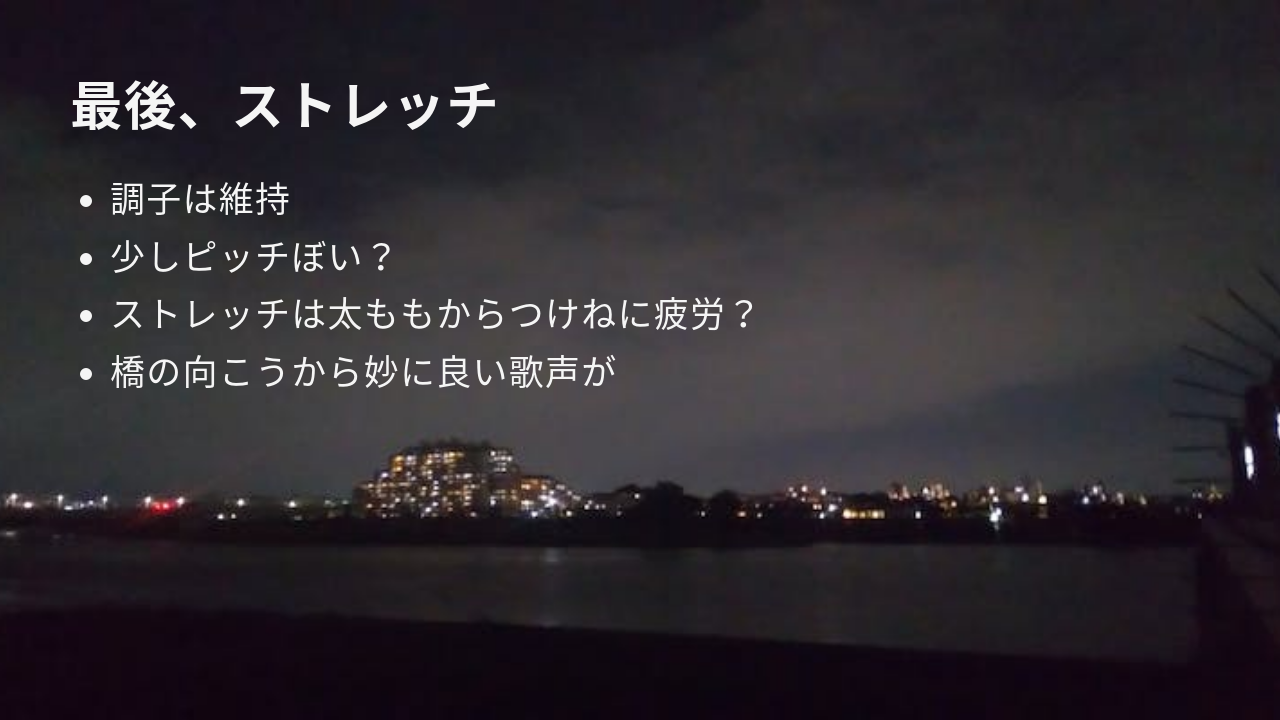 最後、ストレッチ
• 調子は維持
• 少しピッチぼい？
• ストレッチは太ももからつけねに疲労？
• 橋の向こうから妙に良い歌声が